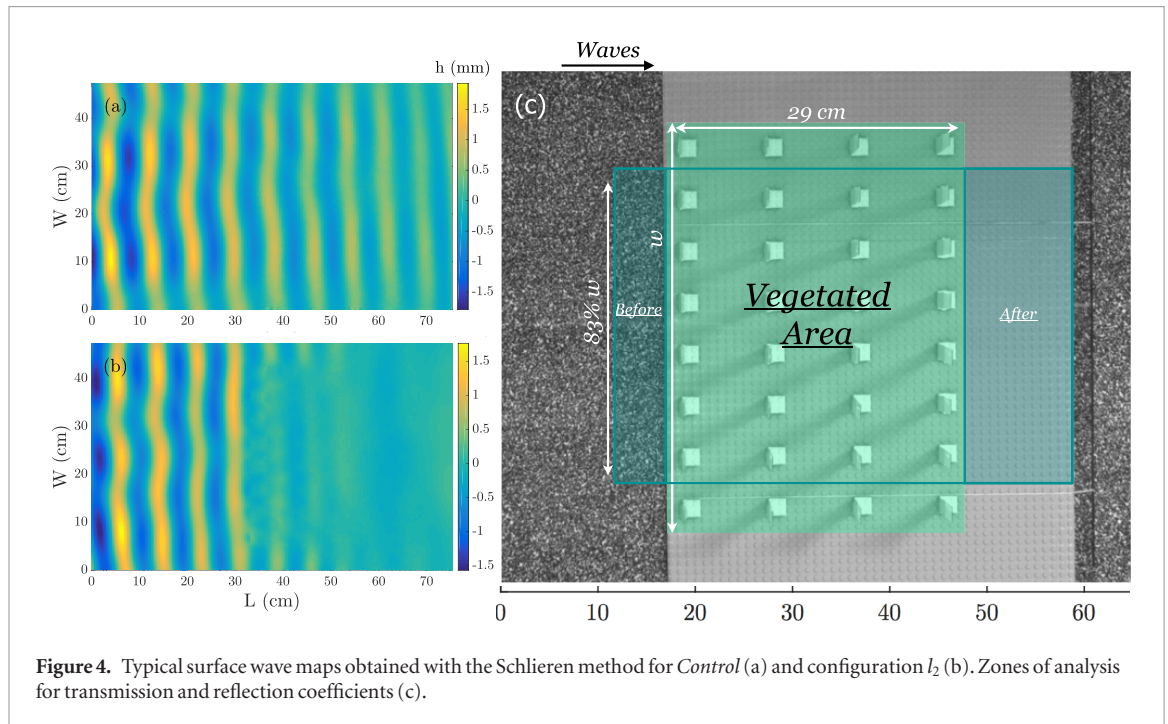 Waves
h (mm)
(a)
W (cm)
40
30
20
10
0
1.5
1
0.5
0
-0.5
-1
-1.5
0 10 20 30 40 50 60 70
(b)
W (cm)
40
30
20
10
0
1.5
1
0.5
0
-0.5
-1
-1.5
0 10 20 30 40 50 60 70
L (cm)
(c)
29 cm
w
83% w
Before
Vegetated
Area
After
0 10 20 30 40 50 60
Figure 4. Typical surface wave maps obtained with the Schlieren method for Control (a) and configuration l₂ (b). Zones of analysis
for transmission and reflection coefficients (c).